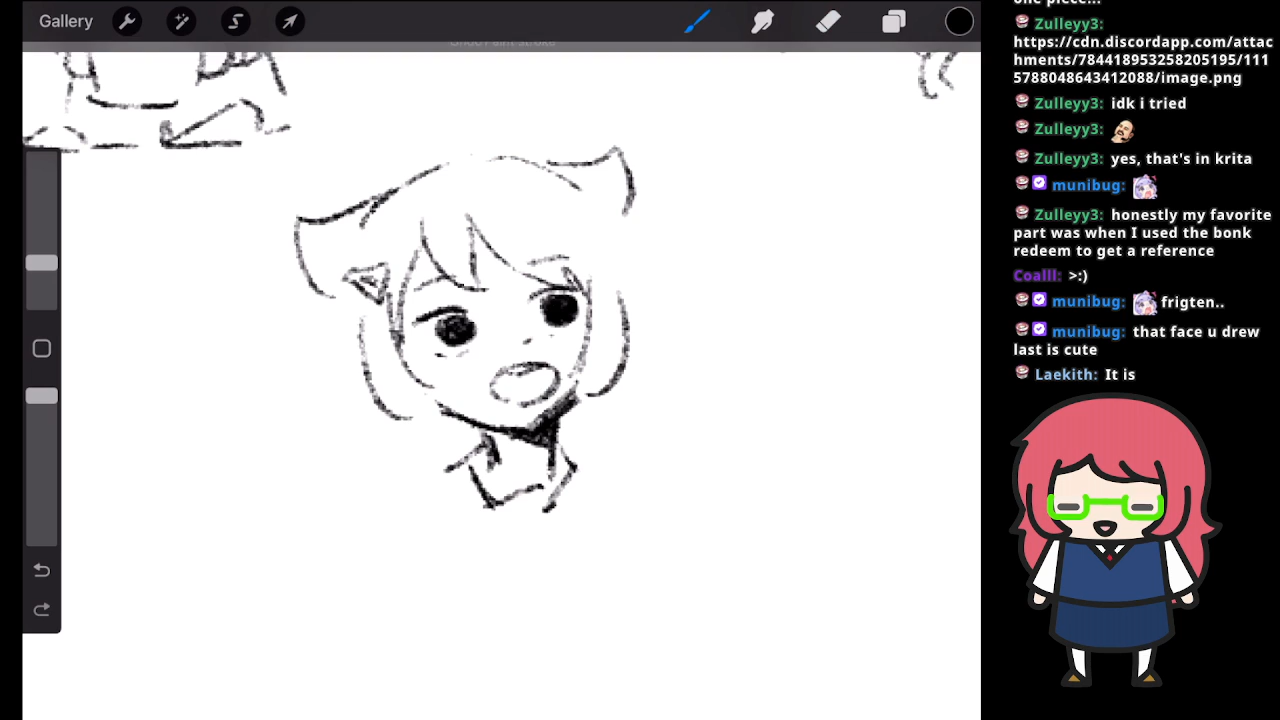 Gallery
one piece...
Zulleyy3:
https://cdn.discordapp.com/attac
hments/784418953258205195/111
5788048643412088/image.png
Zulleyy3: idk i tried
Zulleyy3:
Zulleyy3: yes, that's in krita
munibug:
Zulleyy3: honestly my favorite
part was when I used the bonk
redeem to get a reference
Coalll: >:)
munibug: frigten..
munibug: that face u drew
last is cute
Laekith: It is